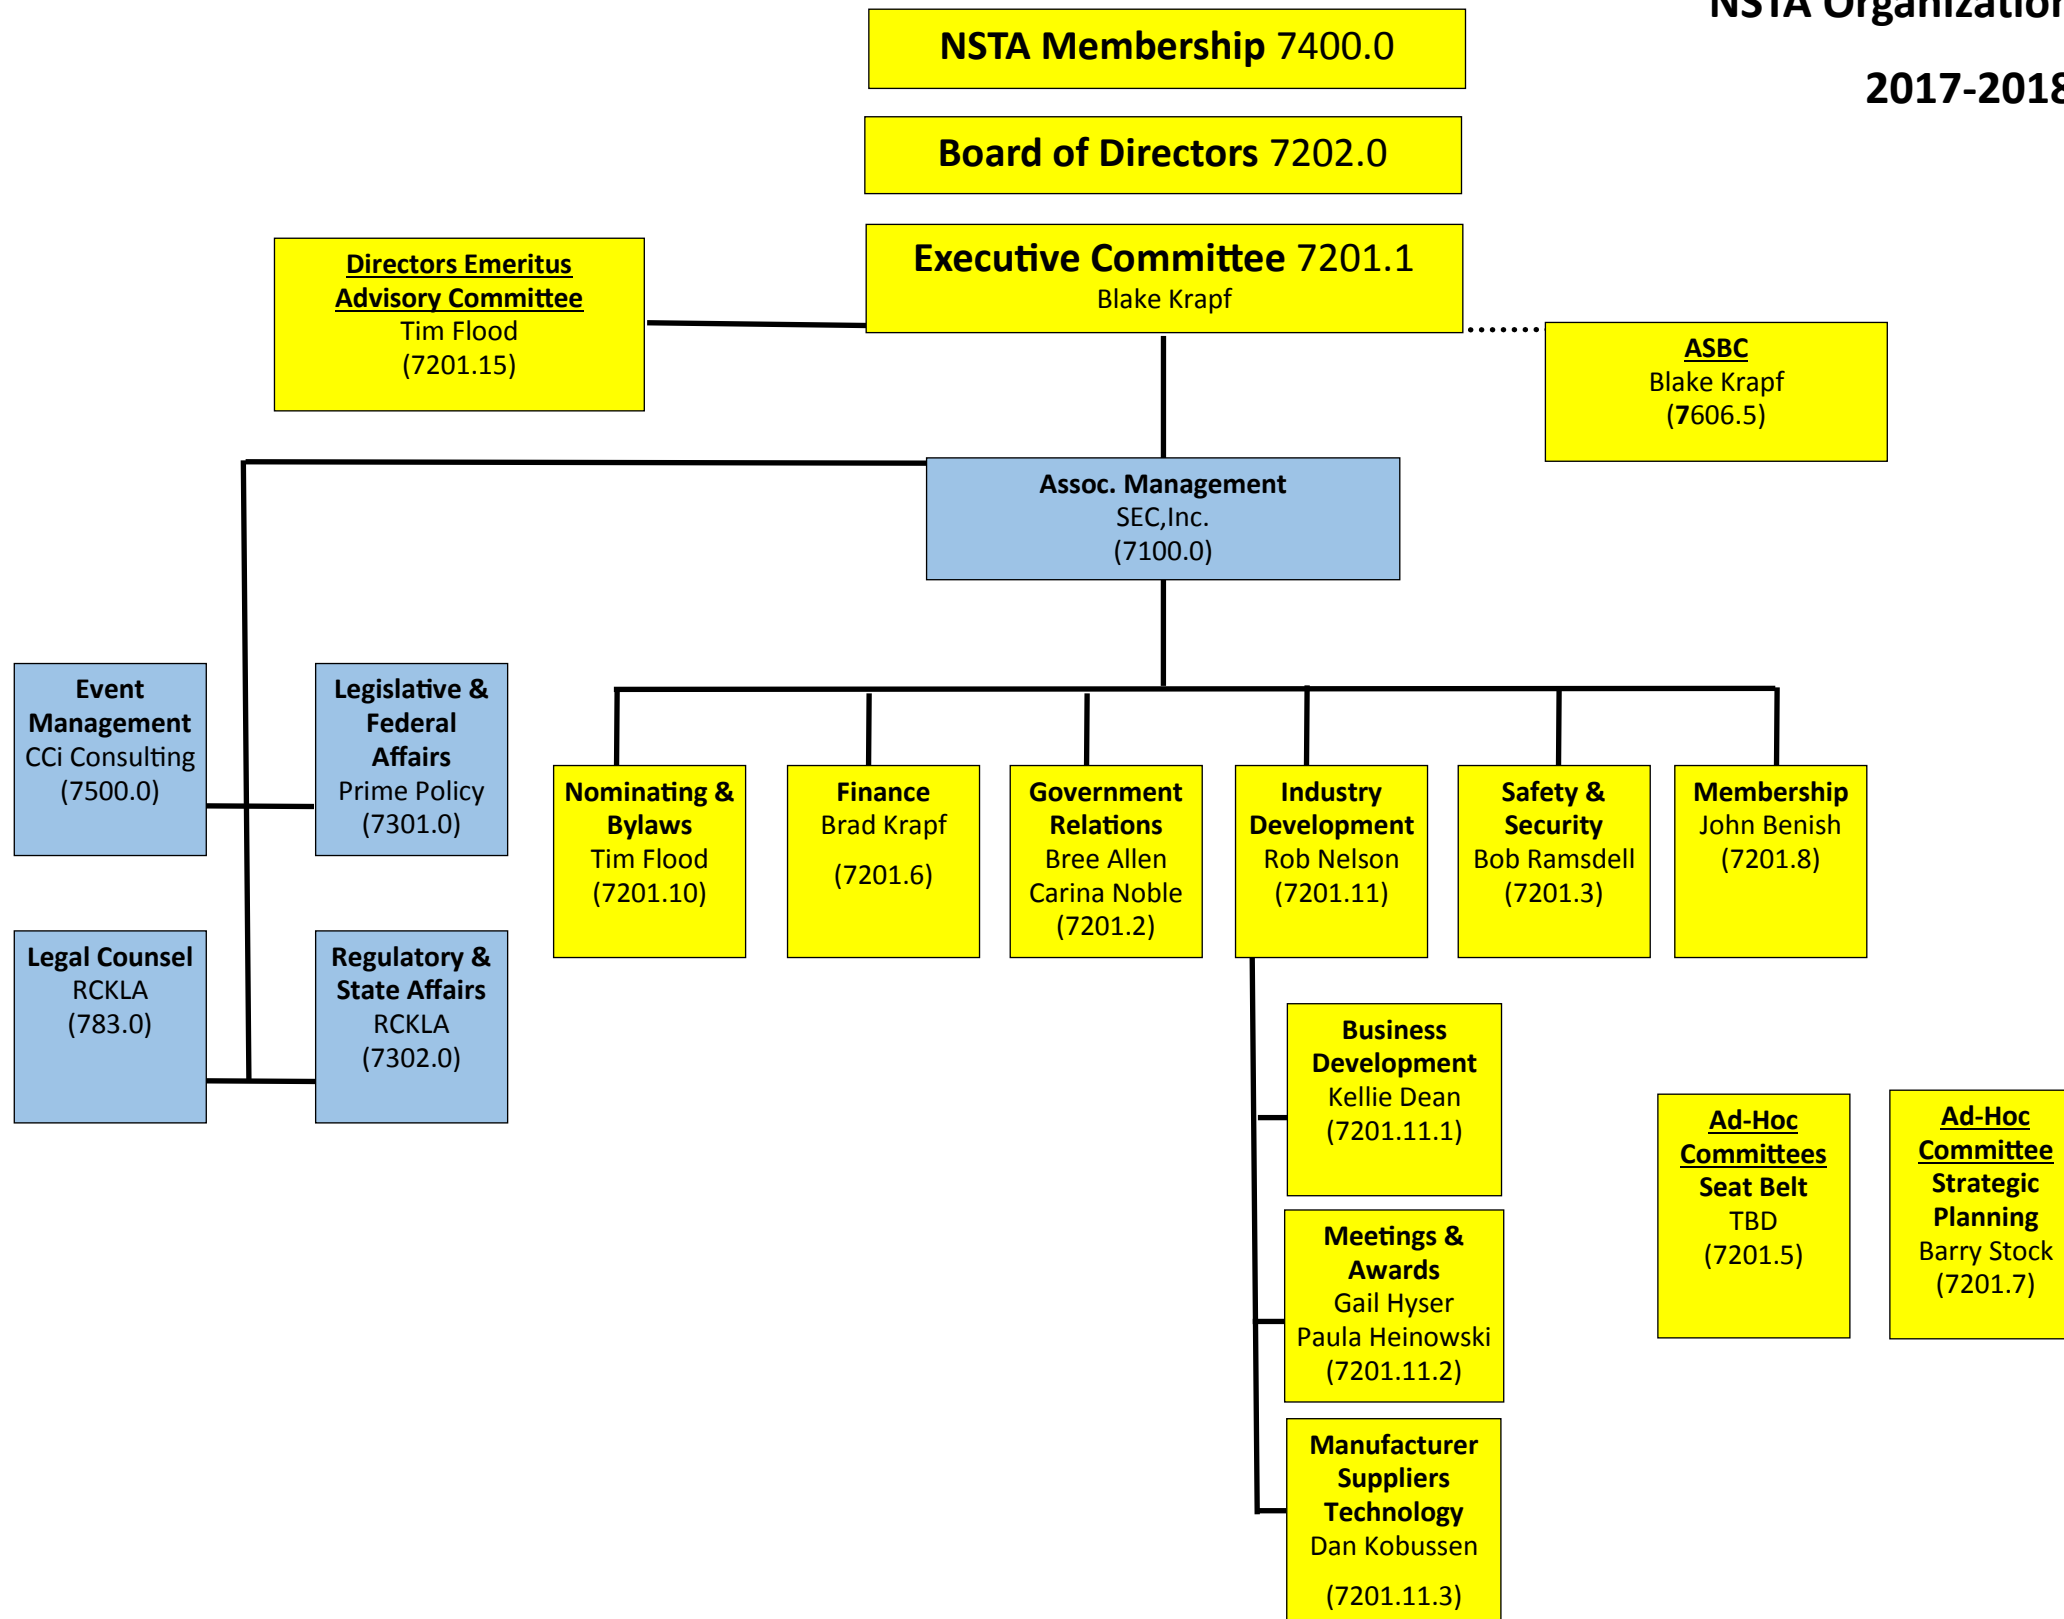 NSTA Organization
2017-2018
NSTA Membership 7400.0
Board of Directors 7202.0
Executive Committee 7201.1
Blake Krapf
Directors Emeritus
Advisory Committee
Tim Flood
(7201.15)
ASBC
Blake Krapf
(7606.5)
Assoc. Management
SEC,Inc.
(7100.0)
Event
Management
CCi Consulting
(7500.0)
Legislative &
Federal
Affairs
Prime Policy
(7301.0)
Legal Counsel
RCKLA
(783.0)
Regulatory &
State Affairs
RCKLA
(7302.0)
Nominating &
Bylaws
Tim Flood
(7201.10)
Finance
Brad Krapf
(7201.6)
Government
Relations
Bree Allen
Carina Noble
(7201.2)
Industry
Development
Rob Nelson
(7201.11)
Safety &
Security
Bob Ramsdell
(7201.3)
Membership
John Benish
(7201.8)
Business
Development
Kellie Dean
(7201.11.1)
Meetings &
Awards
Gail Hyser
Paula Heinowski
(7201.11.2)
Manufacturer
Suppliers
Technology
Dan Kobussen
(7201.11.3)
Ad-Hoc
Committees
Seat Belt
TBD
(7201.5)
Ad-Hoc
Committee
Strategic
Planning
Barry Stock
(7201.7)